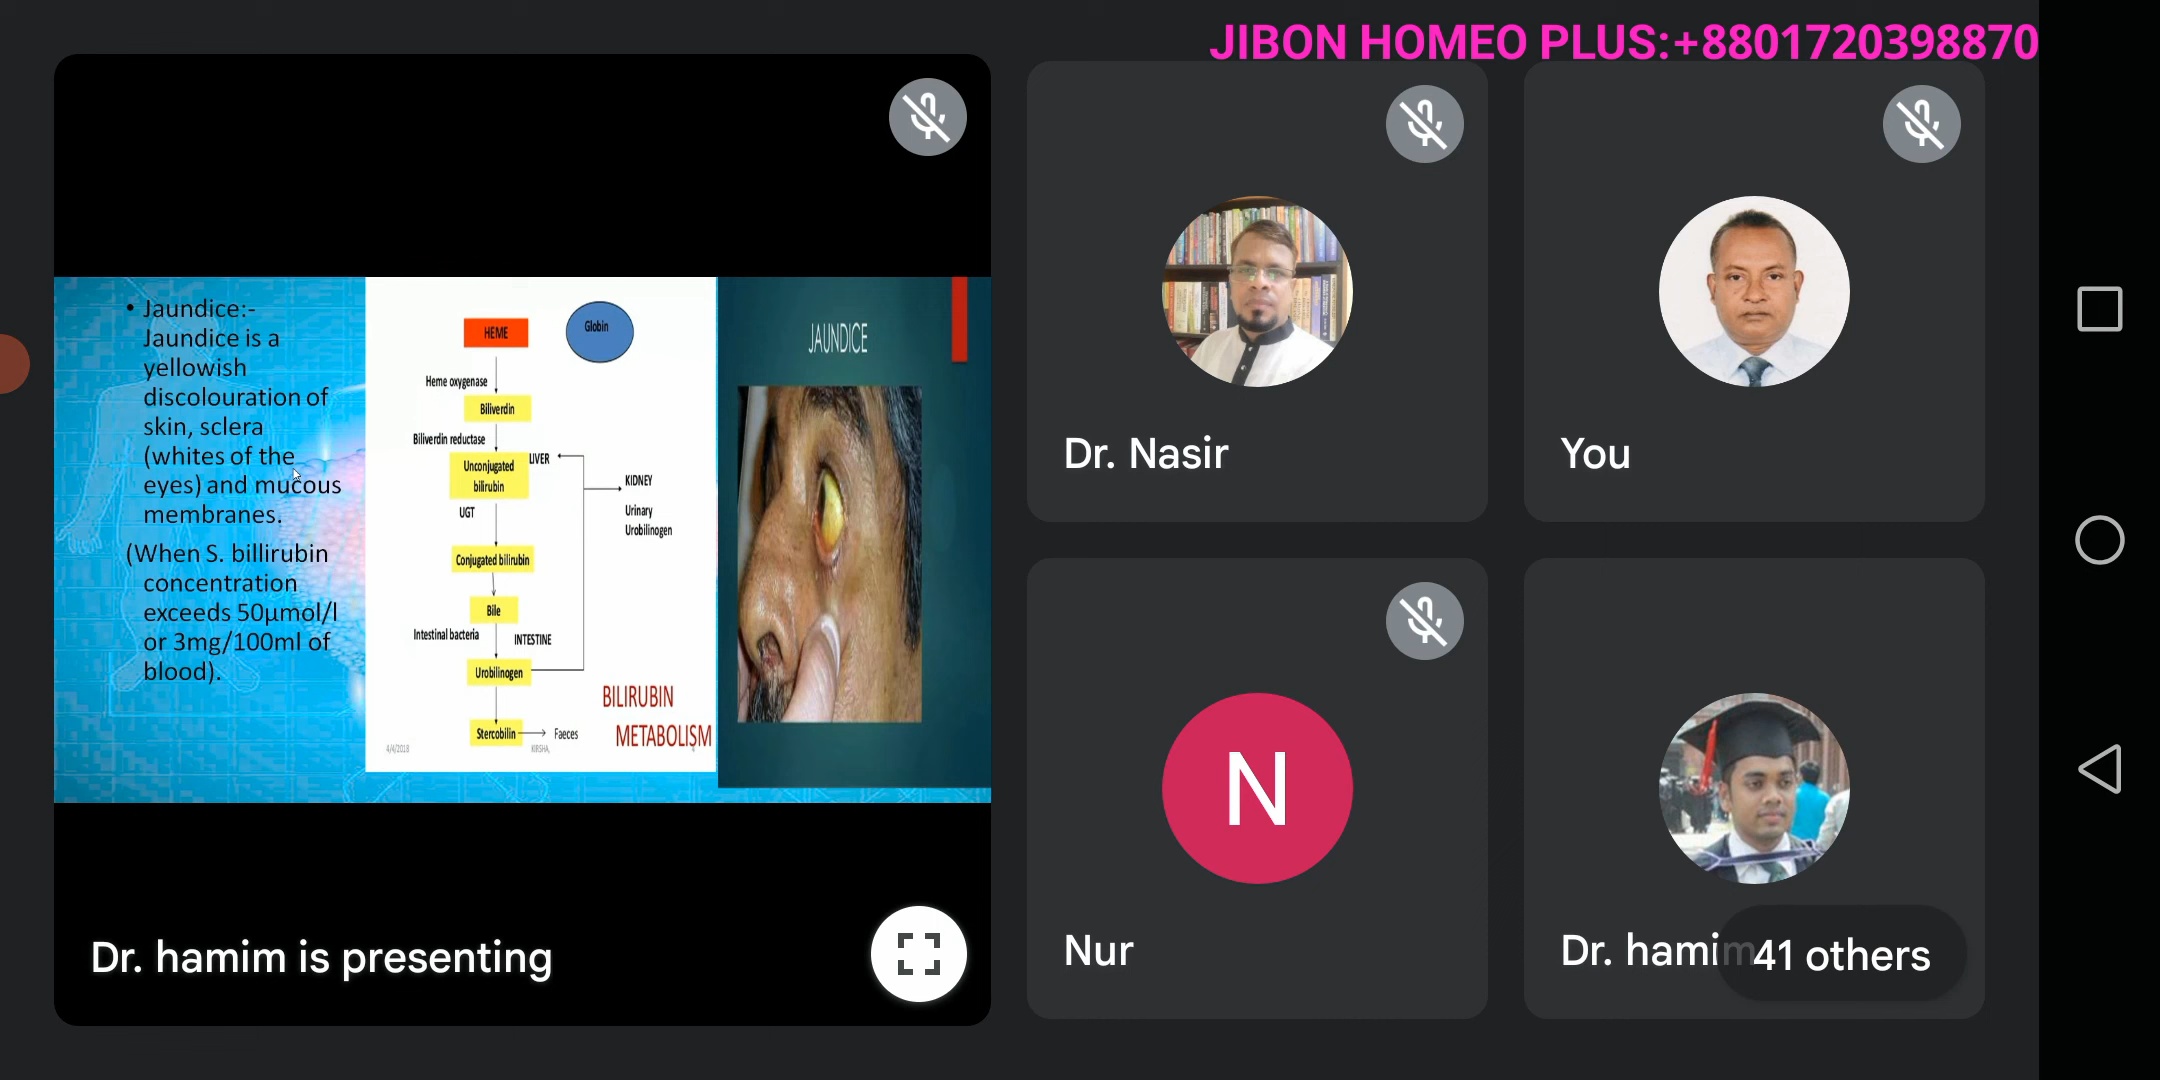 JIBON HOMEO PLUS:+8801720398870
• Jaundice:-
Jaundice is a
yellowish
discolouration of
skin, sclera
(whites of the
eyes) and mucous
membranes.
(When S. billirubin
concentration
exceeds 50µmol/l
or 3mg/100ml of
blood).
HEME
Globin
Heme oxygenase
Biliverdin
Biliverdin reductase
Unconjugated
bilirubin
LIVER
KIDNEY
Urinary
Urobilinogen
UGT
Conjugated bilirubin
Bile
Intestinal bacteria
INTESTINE
Urobilinogen
BILIRUBIN
METABOLISM
Stercobilin
Faeces
4/4/2018
JAUNDICE
Dr. hamim is presenting
Dr. Nasir
You
N
Nur
Dr. hamim
41 others